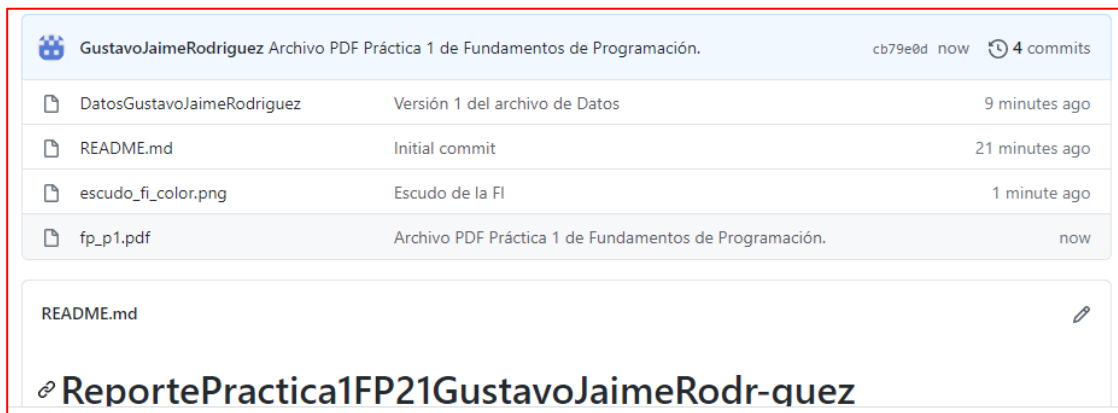 GustavoJaimeRodriguez Archivo PDF Práctica 1 de Fundamentos de Programación. cb79e0d now 4 commits
DatosGustavoJaimeRodriguez Versión 1 del archivo de Datos 9 minutes ago
README.md Initial commit 21 minutes ago
escudo_fi_color.png Escudo de la FI 1 minute ago
fp_p1.pdf Archivo PDF Práctica 1 de Fundamentos de Programación. now
README.md
ReportePractica1FP21GustavoJaimeRodr-guez